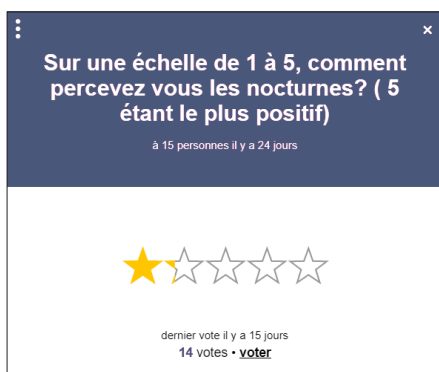 Sur une échelle de 1 à 5, comment
percevez vous les nocturnes? ( 5
étant le plus positif)
à 15 personnes il y a 24 jours
dernier vote il y a 15 jours
14 votes • voter